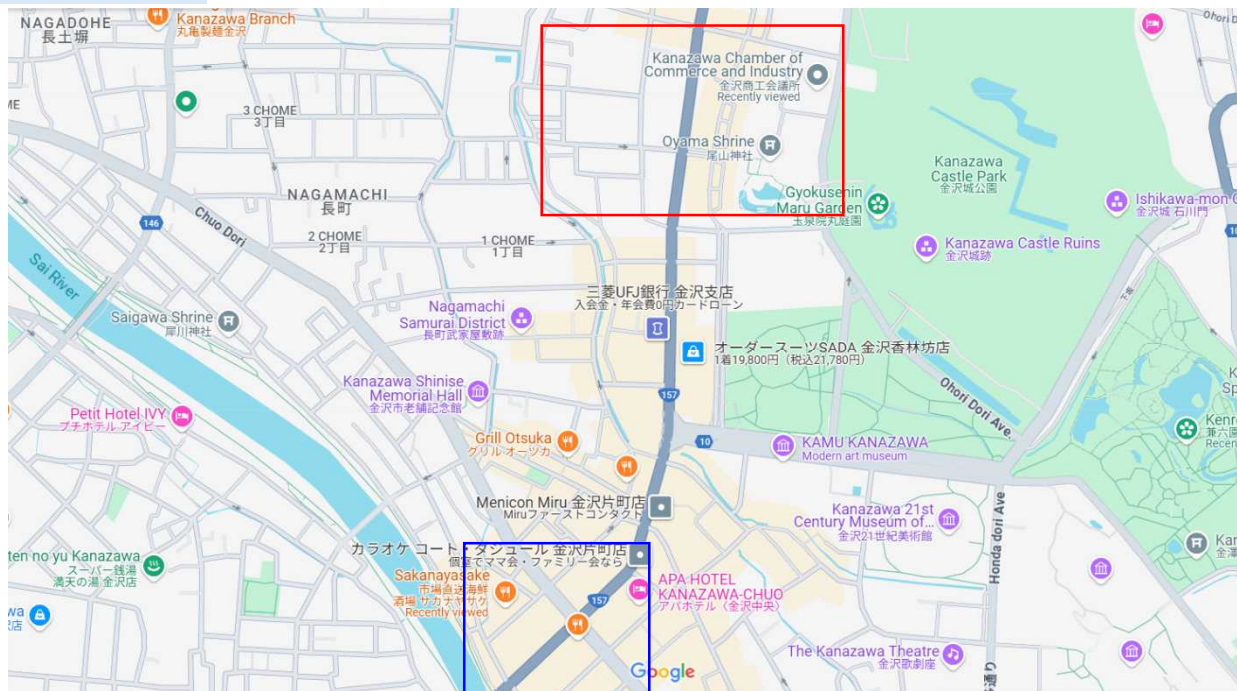 NAGADOHE
長土塀
Kanazawa Branch
丸亀製麺金沢
Kanazawa Chamber of
Commerce and Industry
金沢商工会議所
Recently viewed
3 CHOME
3丁目
Oyama Shrine
尾山神社
Kanazawa
Castle Park
金沢城公園
NAGAMACHI
長町
Gyokusenin
Maru Garden
玉泉院丸庭園
Ishikawa-mon
金沢城 石川門
146
Chuo Dori
2 CHOME
2丁目
1 CHOME
1丁目
Kanazawa Castle Ruins
金沢城跡
Sai River
三菱UFJ銀行 金沢支店
入会金・年会費0円カードローン
Nagamachi
Samurai District
長町武家屋敷跡
Saigawa Shrine
犀川神社
オーダースーツSADA 金沢香林坊店
1着19,800円（税込21,780円）
Kanazawa Shinise
Memorial Hall
金沢市老舗記念館
157
Ohori Dori Ave.
Petit Hotel IVY
プチホテル アイビー
Grill Otsuka
グリル オーツカ
10
KAMU KANAZAWA
Modern art museum
Menicon Miru 金沢片町店
Miruファーストコンタクト
Kanazawa 21st
Century Museum of...
金沢21世紀美術館
Honda dori Ave
ten no yu Kanazawa
スーパー銭湯
満天の湯 金沢店
カラオケ コート・ダジュール 金沢片町店
個室でママ会・ファミリー会なら
Sakanayasake
市場直送海鮮
酒場 サカナヤサケ
Recently viewed
APA HOTEL
KANAZAWA-CHUO
アパホテル〈金沢中央〉
157
The Kanazawa Theatre
金沢歌劇座
Google